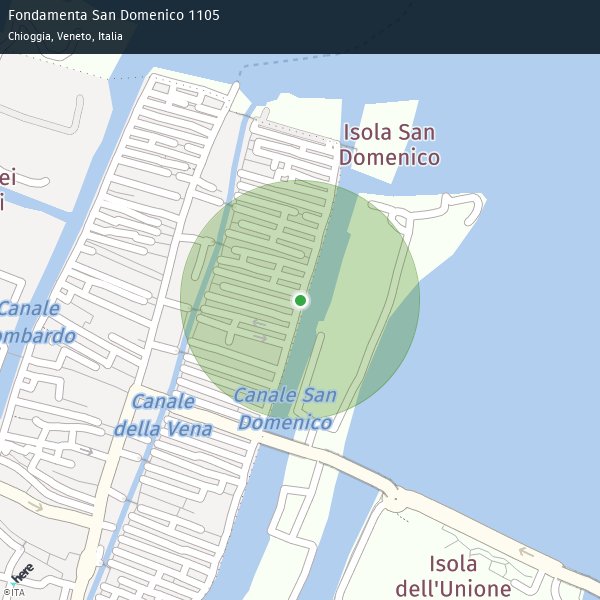 Fondamenta San Domenico 1105
Chioggia, Veneto, Italia
Isola San
Domenico
ei
i
Canale
ombardo
Canale San
Domenico
Canale
della Vena
Isola
dell'Unione
here
©ITA